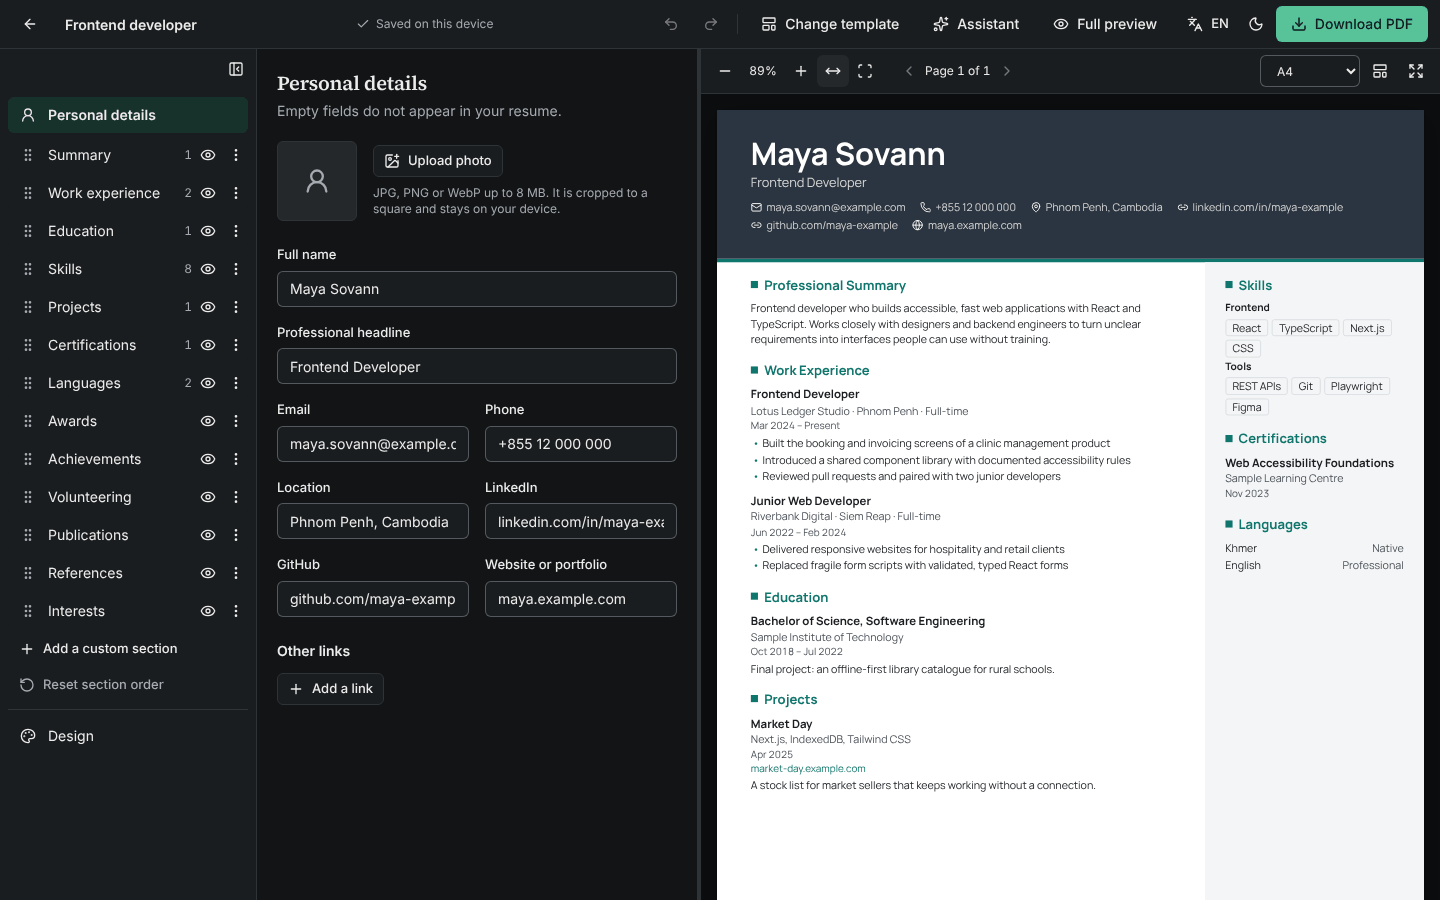 Frontend developer
Saved on this device
Change template
Assistant
Full preview
EN
Download PDF
Personal details
Summary 1
Work experience 2
Education 1
Skills 8
Projects 1
Certifications 1
Languages 2
Awards
Achievements
Volunteering
Publications
References
Interests
Add a custom section
Reset section order
Design
Personal details
Empty fields do not appear in your resume.
Upload photo
JPG, PNG or WebP up to 8 MB. It is cropped to a
square and stays on your device.
Full name
Maya Sovann
Professional headline
Frontend Developer
Email Phone
maya.sovann@example.c +855 12 000 000
Location LinkedIn
Phnom Penh, Cambodia linkedin.com/in/maya-exa
GitHub Website or portfolio
github.com/maya-examp maya.example.com
Other links
Add a link
89%
Page 1 of 1
A4
Maya Sovann
Frontend Developer
maya.sovann@example.com +855 12 000 000 Phnom Penh, Cambodia linkedin.com/in/maya-example
github.com/maya-example maya.example.com
Professional Summary
Frontend developer who builds accessible, fast web applications with React and
TypeScript. Works closely with designers and backend engineers to turn unclear
requirements into interfaces people can use without training.
Work Experience
Frontend Developer
Lotus Ledger Studio · Phnom Penh · Full-time
Mar 2024 – Present
• Built the booking and invoicing screens of a clinic management product
• Introduced a shared component library with documented accessibility rules
• Reviewed pull requests and paired with two junior developers
Junior Web Developer
Riverbank Digital · Siem Reap · Full-time
Jun 2022 – Feb 2024
• Delivered responsive websites for hospitality and retail clients
• Replaced fragile form scripts with validated, typed React forms
Education
Bachelor of Science, Software Engineering
Sample Institute of Technology
Oct 2018 – Jul 2022
Final project: an offline-first library catalogue for rural schools.
Projects
Market Day
Next.js, IndexedDB, Tailwind CSS
Apr 2025
market-day.example.com
A stock list for market sellers that keeps working without a connection.
Skills
Frontend
React TypeScript Next.js
CSS
Tools
REST APIs Git Playwright
Figma
Certifications
Web Accessibility Foundations
Sample Learning Centre
Nov 2023
Languages
Khmer Native
English Professional